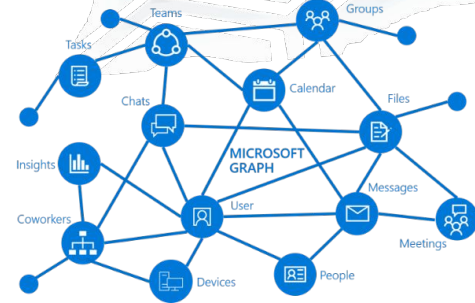 Teams
Groups
Tasks
Calendar
Chats
Files
MICROSOFT
GRAPH
Insights
Messages
User
Coworkers
Meetings
Devices
People